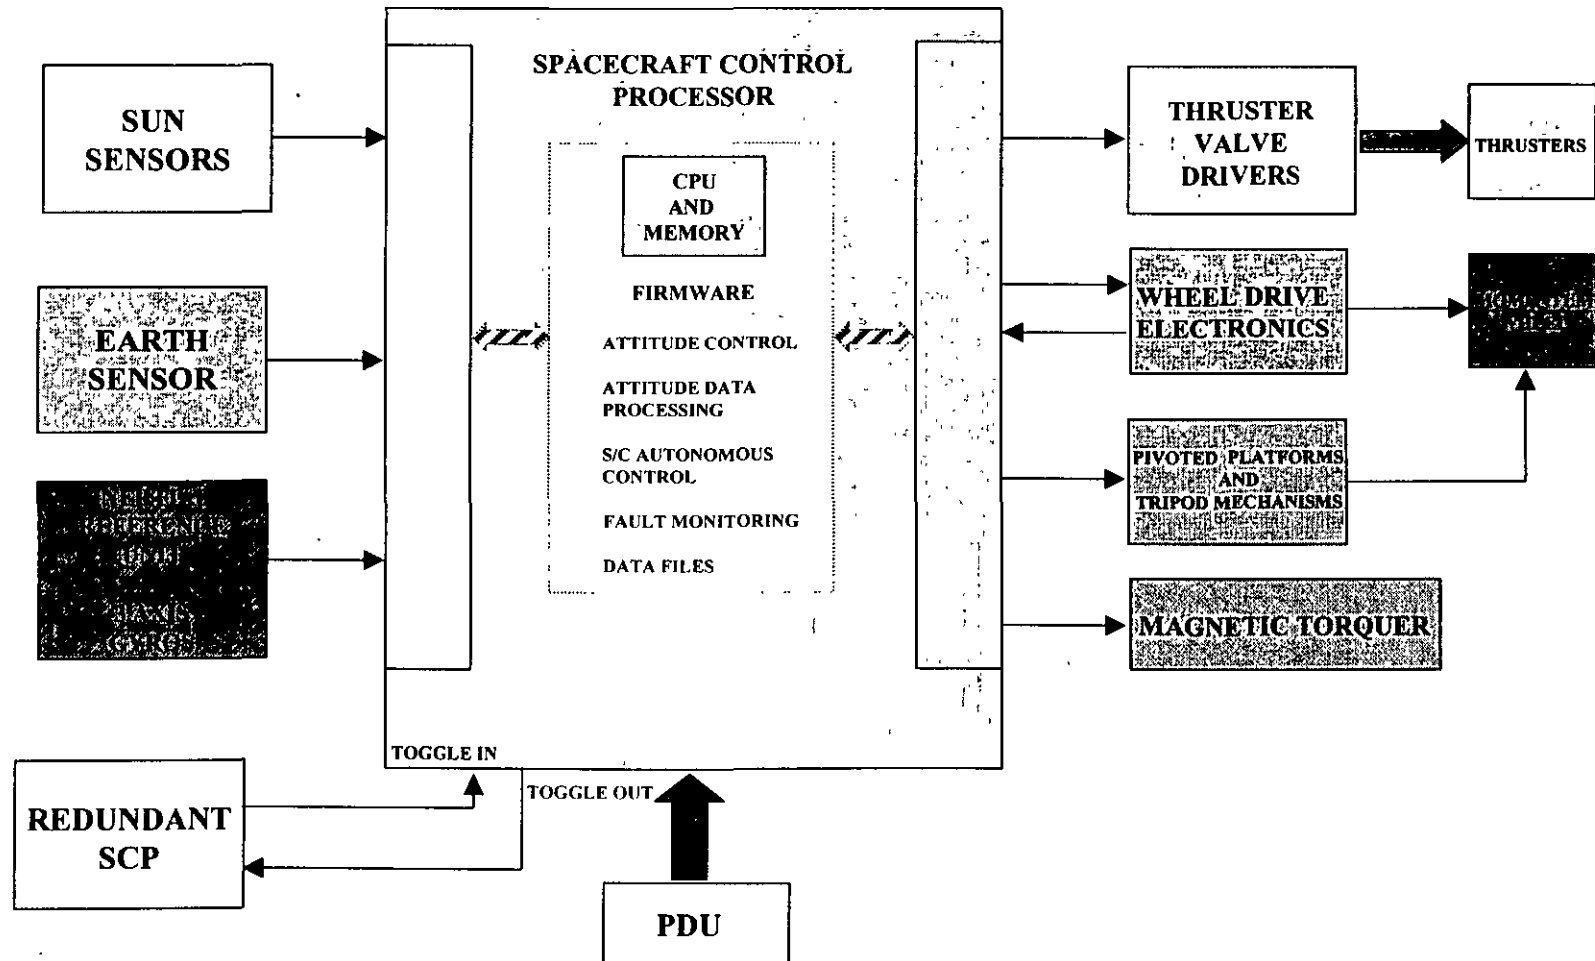 SPACECRAFT CONTROL
PROCESSOR
SUN
SENSORS
EARTH
SENSOR
REFERENCE
UNIT
CPU
AND
MEMORY
FIRMWARE
ATTITUDE CONTROL
ATTITUDE DATA
PROCESSING
S/C AUTONOMOUS
CONTROL
FAULT MONITORING
DATA FILES
THRUSTER
VALVE
DRIVERS
THRUSTERS
WHEEL DRIVE
ELECTRONICS
PIVOTED PLATFORMS
AND
TRIPOD MECHANISMS
MAGNETIC TORQUER
TOGGLE IN
TOGGLE OUT
REDUNDANT
SCP
PDU